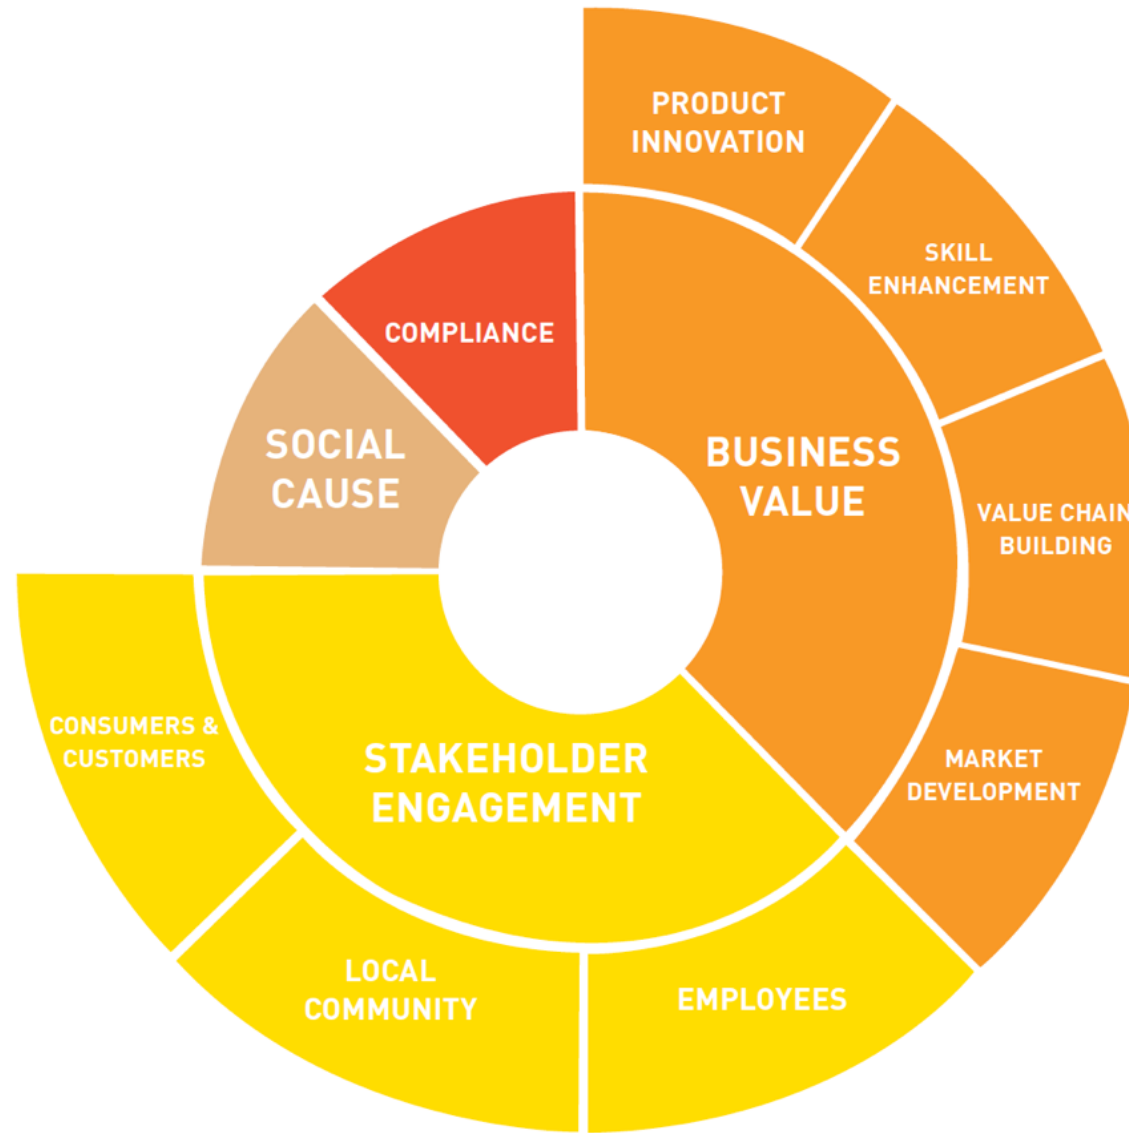 PRODUCT
INNOVATION
SKILL
ENHANCEMENT
COMPLIANCE
SOCIAL
CAUSE
BUSINESS
VALUE
VALUE CHAIN
BUILDING
CONSUMERS &
CUSTOMERS
STAKEHOLDER
ENGAGEMENT
MARKET
DEVELOPMENT
LOCAL
COMMUNITY
EMPLOYEES